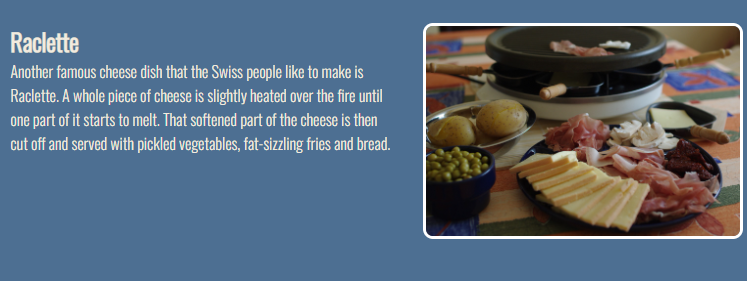 Raclette
Another famous cheese dish that the Swiss people like to make is
Raclette. A whole piece of cheese is slightly heated over the fire until
one part of it starts to melt. That softened part of the cheese is then
cut off and served with pickled vegetables, fat-sizzling fries and bread.